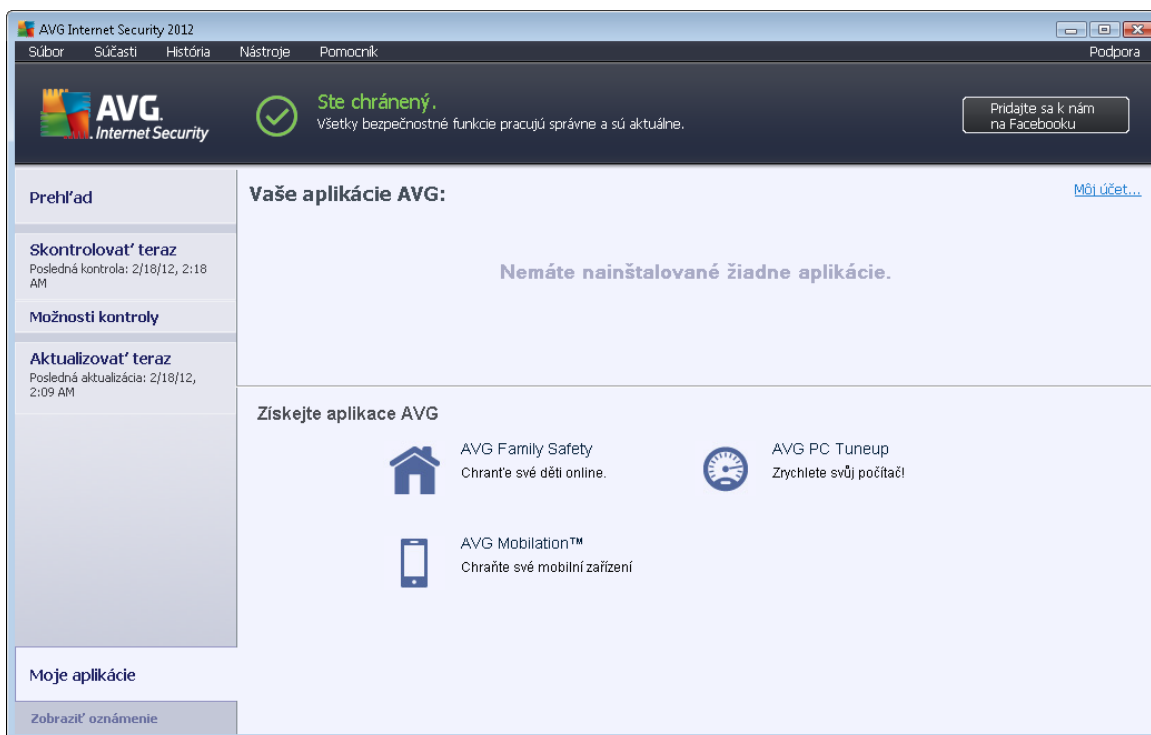 AVG Internet Security 2012
Súbor Súčasti História Nástroje Pomocník Podpora
AVG.
Internet Security
Ste chránený.
Všetky bezpečnostné funkcie pracujú správne a sú aktuálne.
Pridajte sa k nám
na Facebooku
Prehľad
Skontrolovať teraz
Posledná kontrola: 2/18/12, 2:18
AM
Možnosti kontroly
Aktualizovať teraz
Posledná aktualizácia: 2/18/12,
2:09 AM
Moje aplikácie
Zobraziť oznámenie
Vaše aplikácie AVG:
Môj účet...
Nemáte nainštalované žiadne aplikácie.
Získejte aplikace AVG
AVG Family Safety
Chranťe své děti online.
AVG PC Tuneup
Zrychlete svůj počítač!
AVG Mobilation™
Chraňte své mobilní zařízení